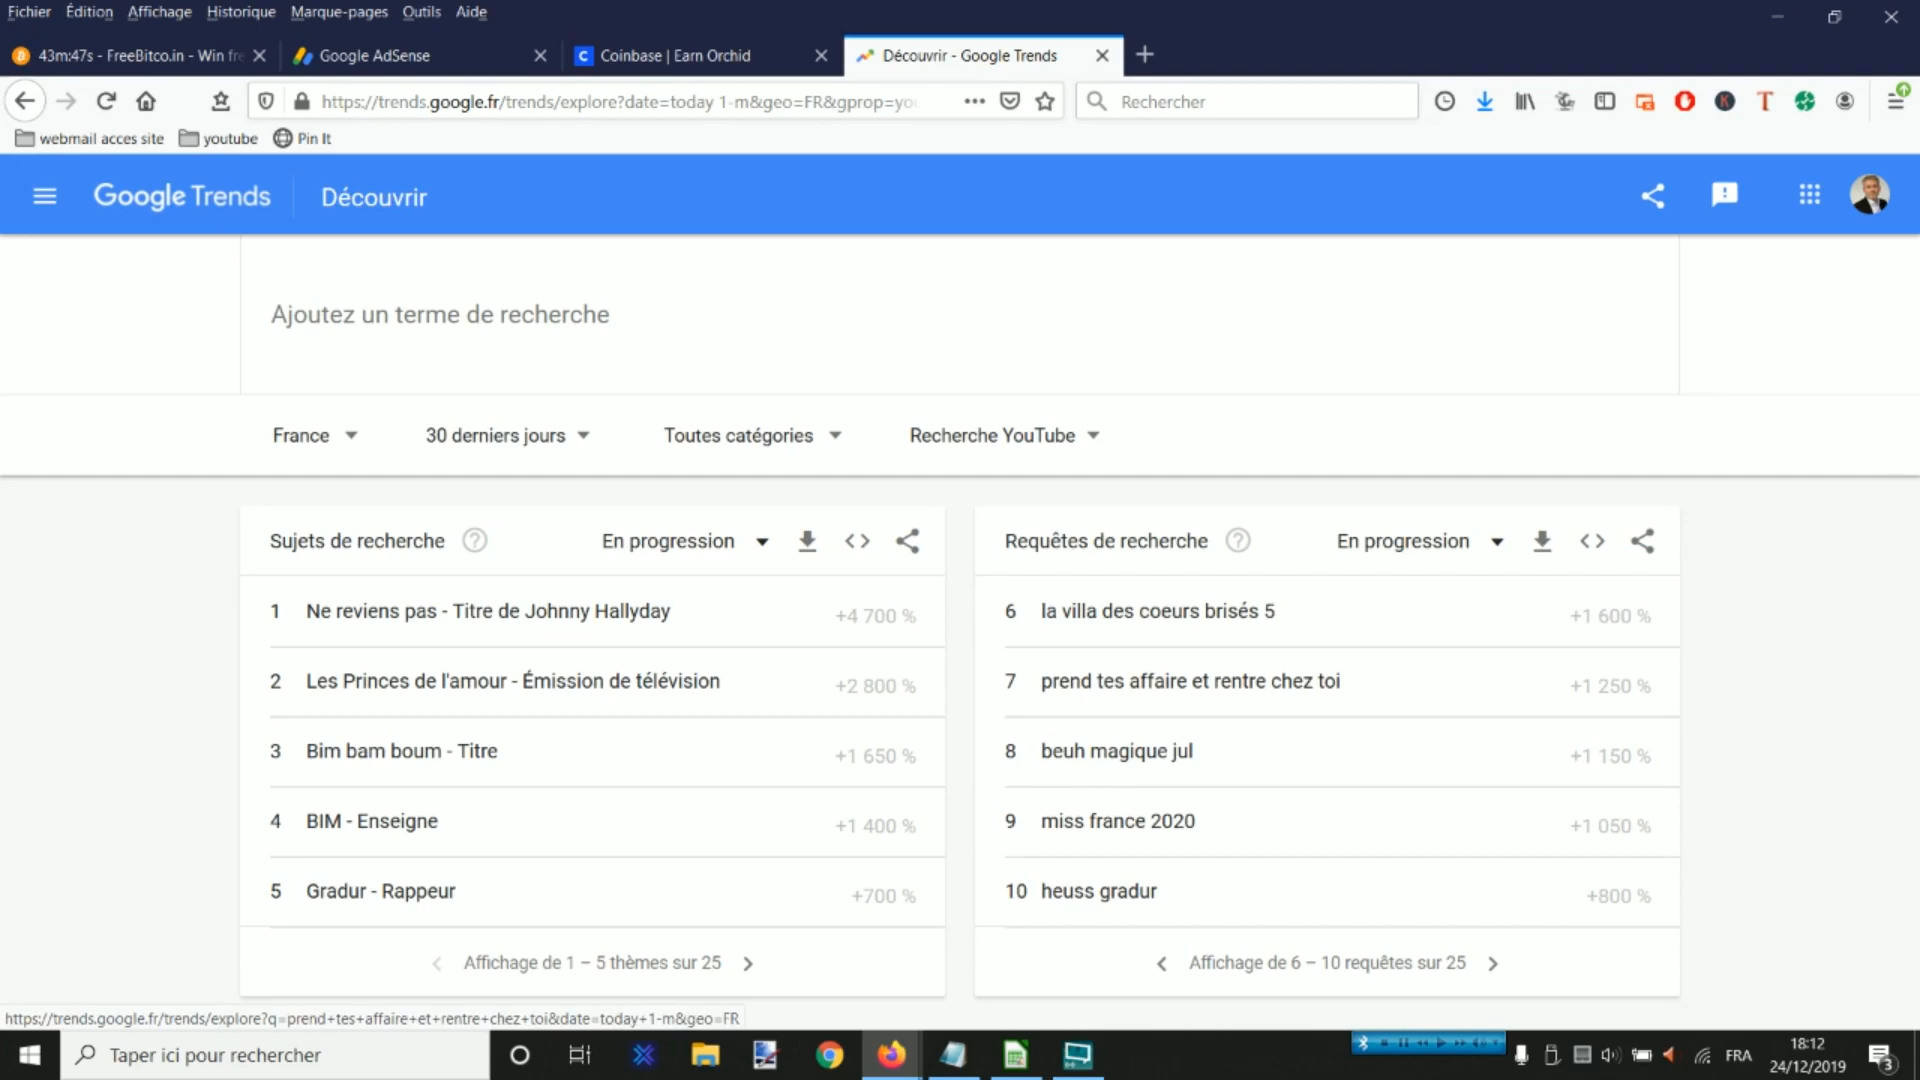 Fichier Édition Affichage Historique Marque-pages Outils Aide
43m:47s - FreeBitco.in - Win fre
Google AdSense
Coinbase | Earn Orchid
Découvrir - Google Trends
https://trends.google.fr/trends/explore?date=today 1-m&geo=FR&gprop=you
Rechercher
webmail acces site youtube Pin It
Google Trends Découvrir
Ajoutez un terme de recherche
France 30 derniers jours Toutes catégories Recherche YouTube
Sujets de recherche ? En progression
1 Ne reviens pas - Titre de Johnny Hallyday +4 700 %
2 Les Princes de l'amour - Émission de télévision +2 800 %
3 Bim bam boum - Titre +1 650 %
4 BIM - Enseigne +1 400 %
5 Gradur - Rappeur +700 %
Affichage de 1 – 5 thèmes sur 25
Requêtes de recherche ? En progression
6 la villa des coeurs brisés 5 +1 600 %
7 prend tes affaire et rentre chez toi +1 250 %
8 beuh magique jul +1 150 %
9 miss france 2020 +1 050 %
10 heuss gradur +800 %
Affichage de 6 – 10 requêtes sur 25
https://trends.google.fr/trends/explore?q=prend+tes+affaire+et+rentre+chez+toi&date=today+1-m&geo=FR
Taper ici pour rechercher
FRA
18:12
24/12/2019
3